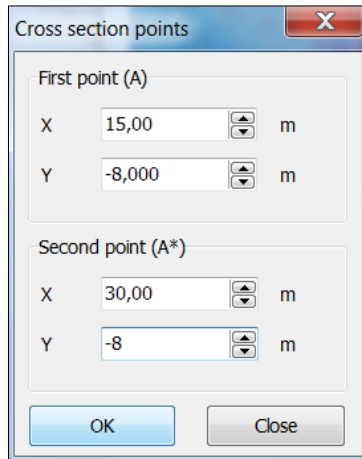 Cross section points
First point (A)
X 15,00 m
Y -8,000 m
Second point (A*)
X 30,00 m
Y -8 m
OK Close